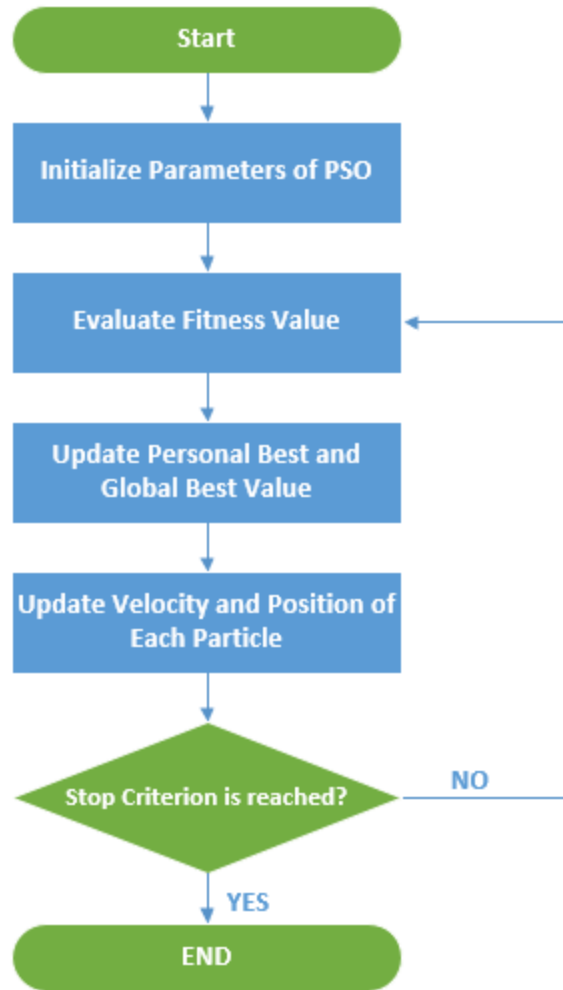 Start
Initialize Parameters of PSO
Evaluate Fitness Value
Update Personal Best and
Global Best Value
Update Velocity and Position of
Each Particle
Stop Criterion is reached?
NO
YES
END